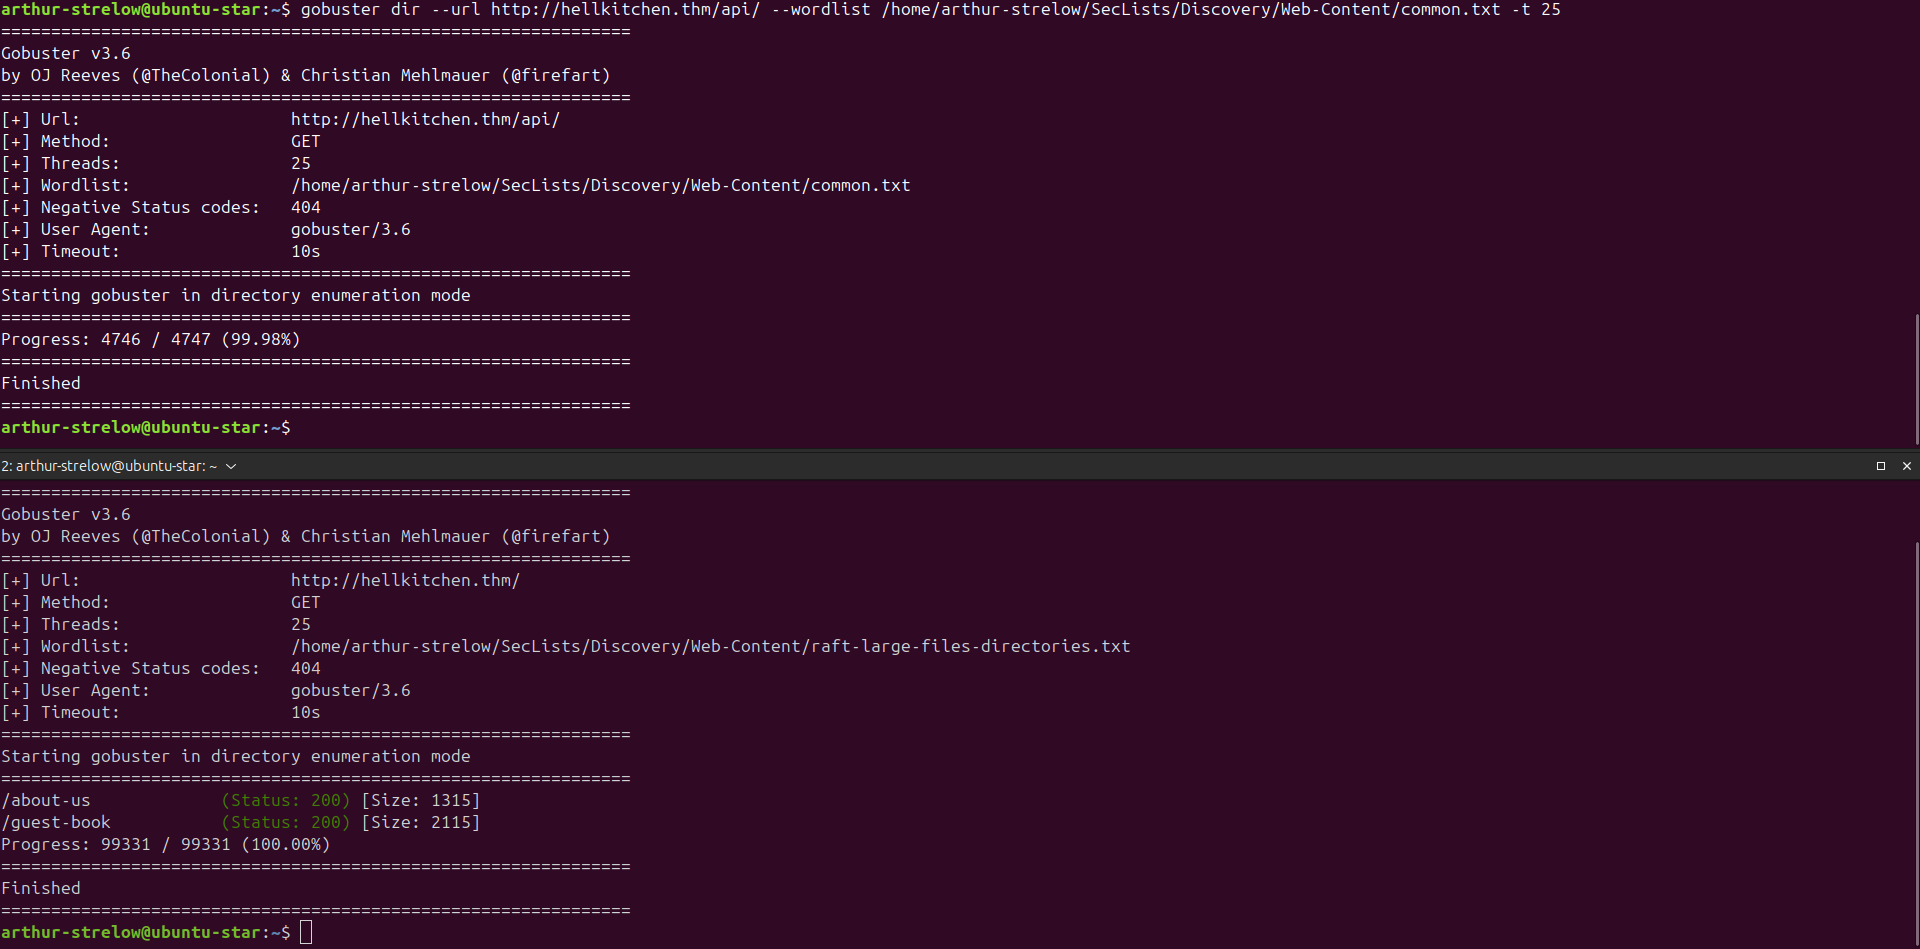 arthur-strelow@ubuntu-star:~$ gobuster dir --url http://hellkitchen.thm/api/ --wordlist /home/arthur-strelow/SecLists/Discovery/Web-Content/common.txt -t 25
===============================================================
Gobuster v3.6
by OJ Reeves (@TheColonial) & Christian Mehlmauer (@firefart)
===============================================================
[+] Url:                     http://hellkitchen.thm/api/
[+] Method:                  GET
[+] Threads:                 25
[+] Wordlist:                /home/arthur-strelow/SecLists/Discovery/Web-Content/common.txt
[+] Negative Status codes:   404
[+] User Agent:              gobuster/3.6
[+] Timeout:                 10s
===============================================================
Starting gobuster in directory enumeration mode
===============================================================
Progress: 4746 / 4747 (99.98%)
===============================================================
Finished
===============================================================
arthur-strelow@ubuntu-star:~$
2: arthur-strelow@ubuntu-star: ~
===============================================================
Gobuster v3.6
by OJ Reeves (@TheColonial) & Christian Mehlmauer (@firefart)
===============================================================
[+] Url:                     http://hellkitchen.thm/
[+] Method:                  GET
[+] Threads:                 25
[+] Wordlist:                /home/arthur-strelow/SecLists/Discovery/Web-Content/raft-large-files-directories.txt
[+] Negative Status codes:   404
[+] User Agent:              gobuster/3.6
[+] Timeout:                 10s
===============================================================
Starting gobuster in directory enumeration mode
===============================================================
/about-us             (Status: 200) [Size: 1315]
/guest-book           (Status: 200) [Size: 2115]
Progress: 99331 / 99331 (100.00%)
===============================================================
Finished
===============================================================
arthur-strelow@ubuntu-star:~$